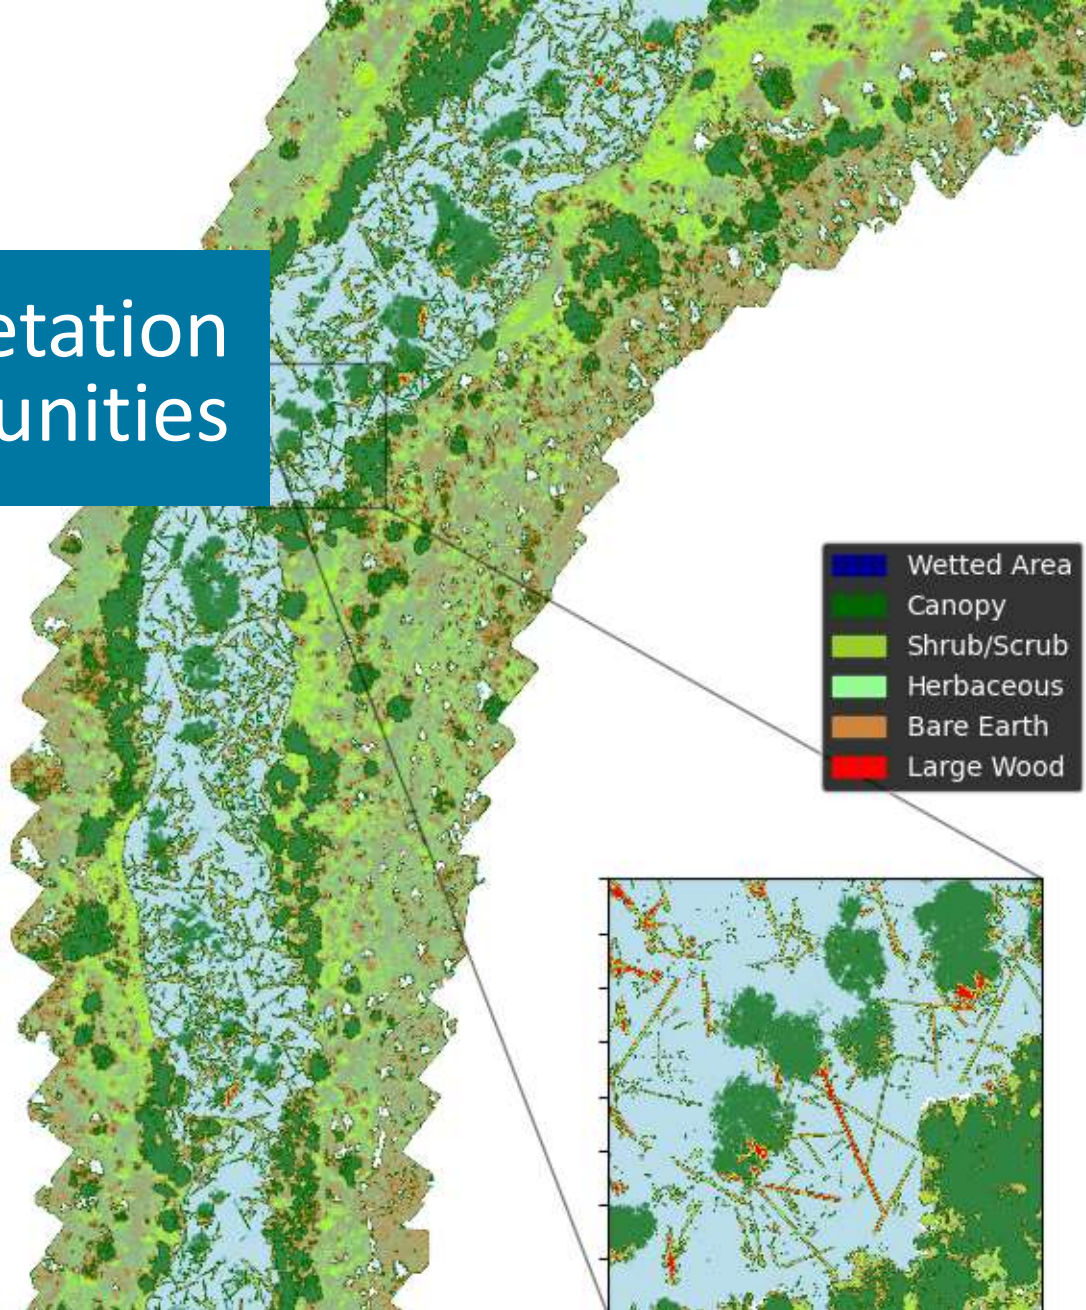 etation
unities
Wetted Area
Canopy
Shrub/Scrub
Herbaceous
Bare Earth
Large Wood